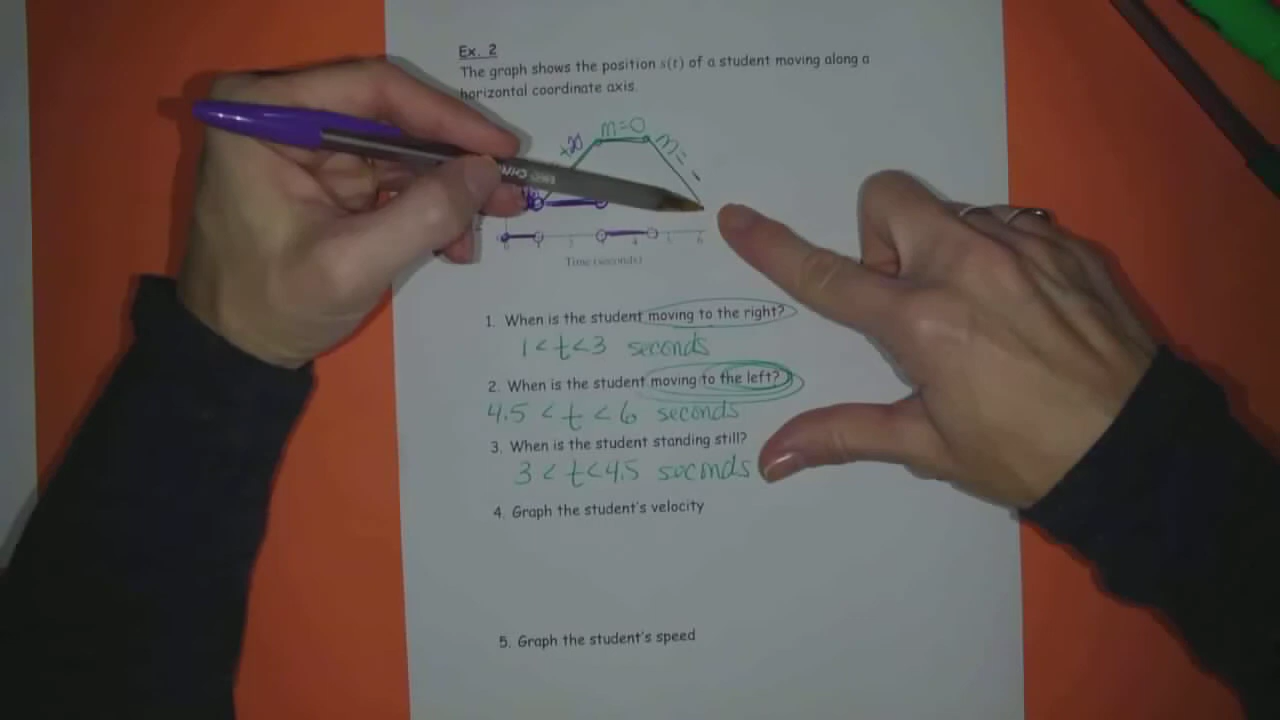 Ex. 2
The graph shows the position s(t) of a student moving along a
horizontal coordinate axis.
m=0
+20
m=
Time (seconds)
1. When is the student moving to the right?
1 < t < 3 seconds
2. When is the student moving to the left?
4.5 < t < 6 seconds
3. When is the student standing still?
3 < t < 4.5 seconds
4. Graph the student's velocity
5. Graph the student's speed